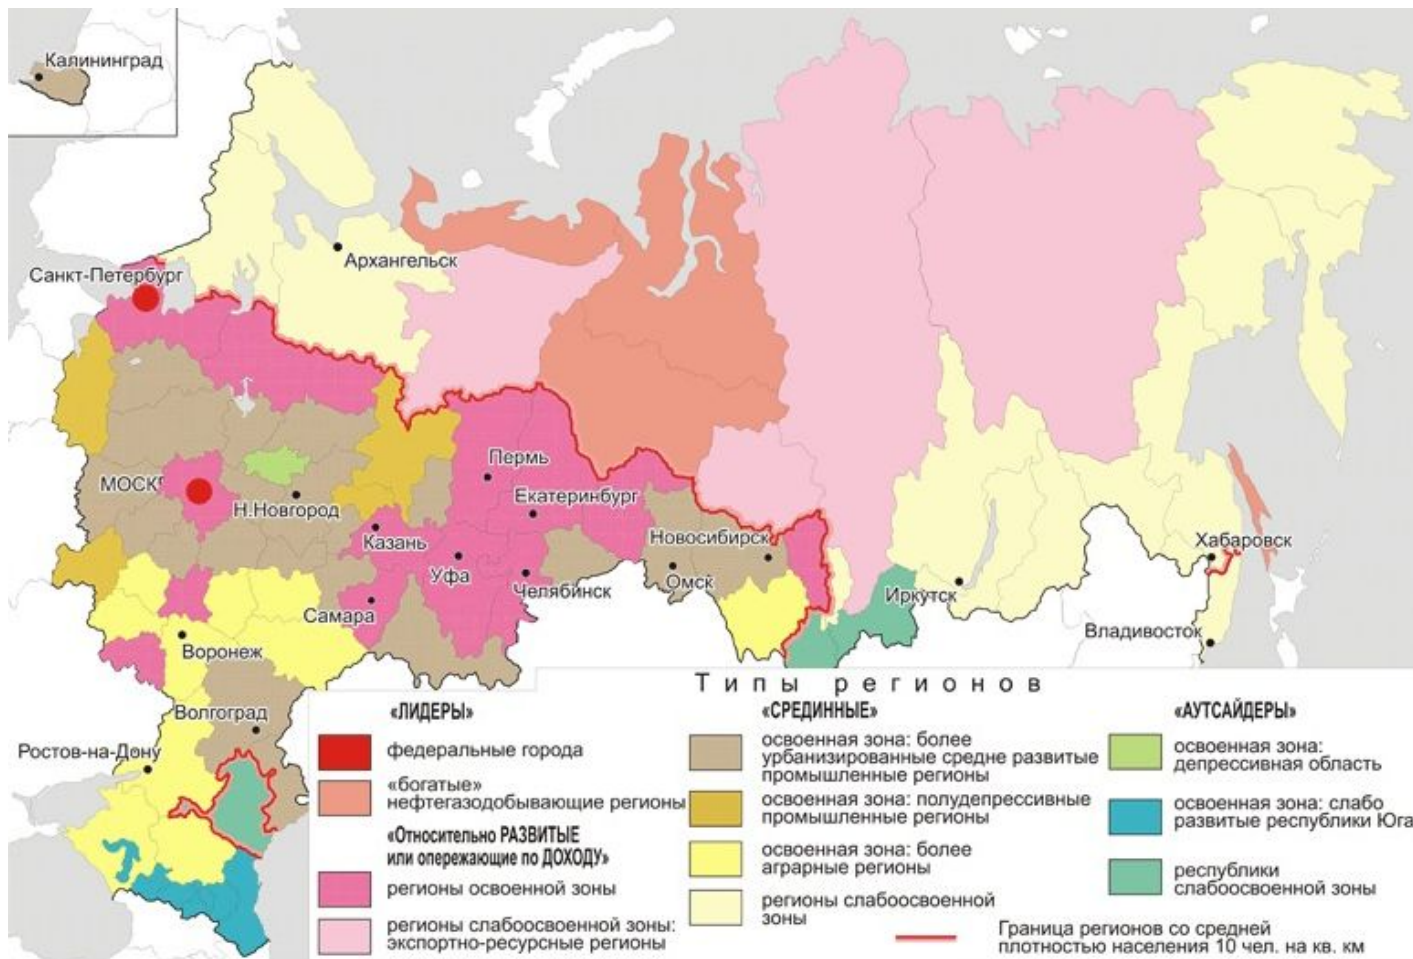 Калининград
Архангельск
Санкт-Петербург
МОСК
Н.Новгород
Пермь
Екатеринбург
Казань
Уфа
Челябинск
Новосибирск
Омск
Самара
Иркутск
Хабаровск
Владивосток
Воронеж
Волгоград
Ростов-на-Дону
Типы регионов
«ЛИДЕРЫ»
федеральные города
«богатые»
нефтегазодобывающие регионы
«Относительно РАЗВИТЫЕ
или опережающие по ДОХОДУ»
регионы освоенной зоны
регионы слабоосвоенной зоны:
экспортно-ресурсные регионы
«СРЕДИННЫЕ»
освоенная зона: более
урбанизированные средне развитые
промышленные регионы
освоенная зона: полудепрессивные
промышленные регионы
освоенная зона: более
аграрные регионы
регионы слабоосвоенной
зоны
«АУТСАЙДЕРЫ»
освоенная зона:
депрессивная область
освоенная зона: слабо
развитые республики Юга
республики
слабоосвоенной зоны
Граница регионов со средней
плотностью населения 10 чел. на кв. км